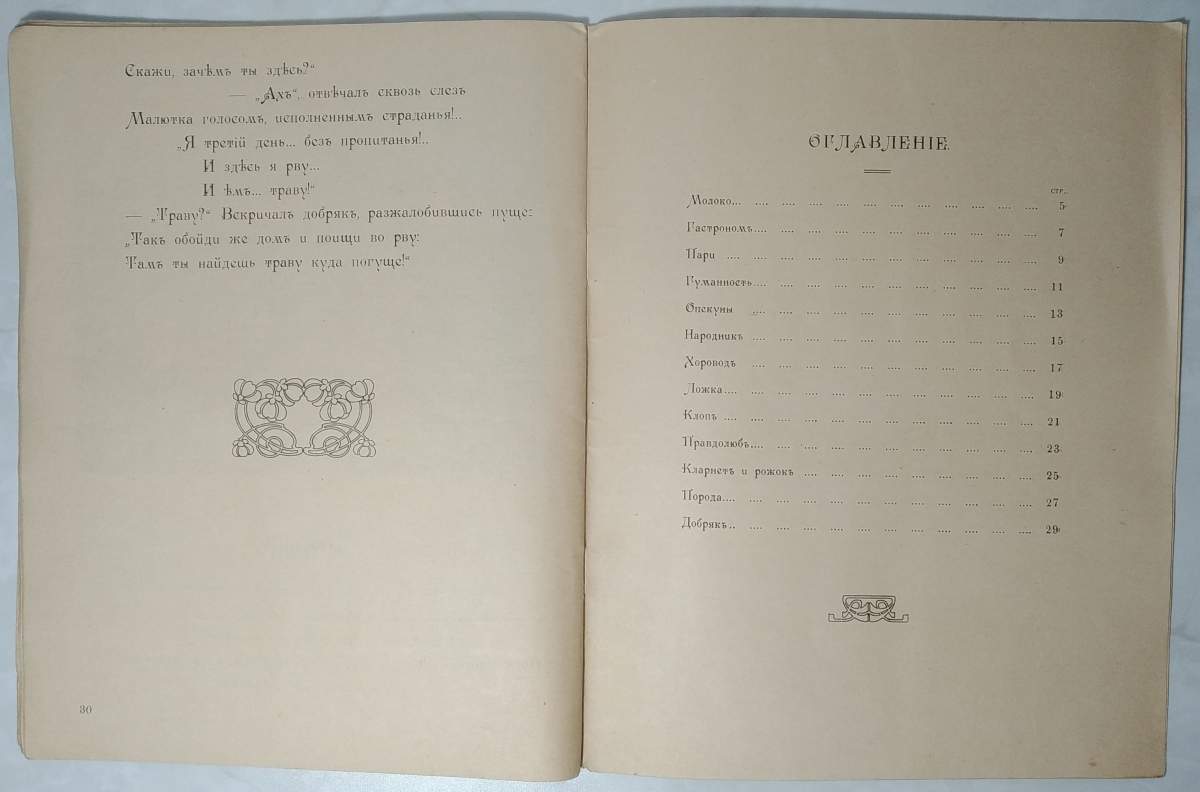 Скажи, зачѣмъ ты здѣсь?“
— „Ахъ“, отвѣчалъ сквозь слезъ
Малютка голосомъ, исполненнымъ страданья!..
„Я третій день... безъ пропитанья!..
И здѣсь я рву...
И ѣмъ... траву!“
— „Траву?“ Вскричалъ добрякъ, разжалобившись пуще:
„Такъ обойди же домъ и поищи во рву:
Тамъ ты найдешь траву куда погуще!“
30
ОГЛАВЛЕНІЕ.
СТР.
Молоко... .... .... .... .... .... .... .... .... .... .... .... 5
Гастрономъ.... .... .... .... .... .... .... .... .... .... .... 7
Пари .... .... .... .... .... .... .... .... .... .... .... .... 9
Гуманность.... .... .... .... .... .... .... .... .... .... .... 11
Опекуны .... .... .... .... .... .... .... .... .... .... .... 13
Народникъ .... .... .... .... .... .... .... .... .... .... .... 15
Хороводъ .... .... .... .... .... .... .... .... .... .... .... 17
Ложка.... .... .... .... .... .... .... .... .... .... .... .... 19
Клопъ .... .... .... .... .... .... .... .... .... .... .... .... 21
Правдолюбъ.... .... .... .... .... .... .... .... .... .... .... 23
Кларнетъ и рожокъ .... .... .... .... .... .... .... .... .... 25
Порода.... .... .... .... .... .... .... .... .... .... .... .... 27
Добрякъ.. .... .... .... .... .... .... .... .... .... .... .... 29